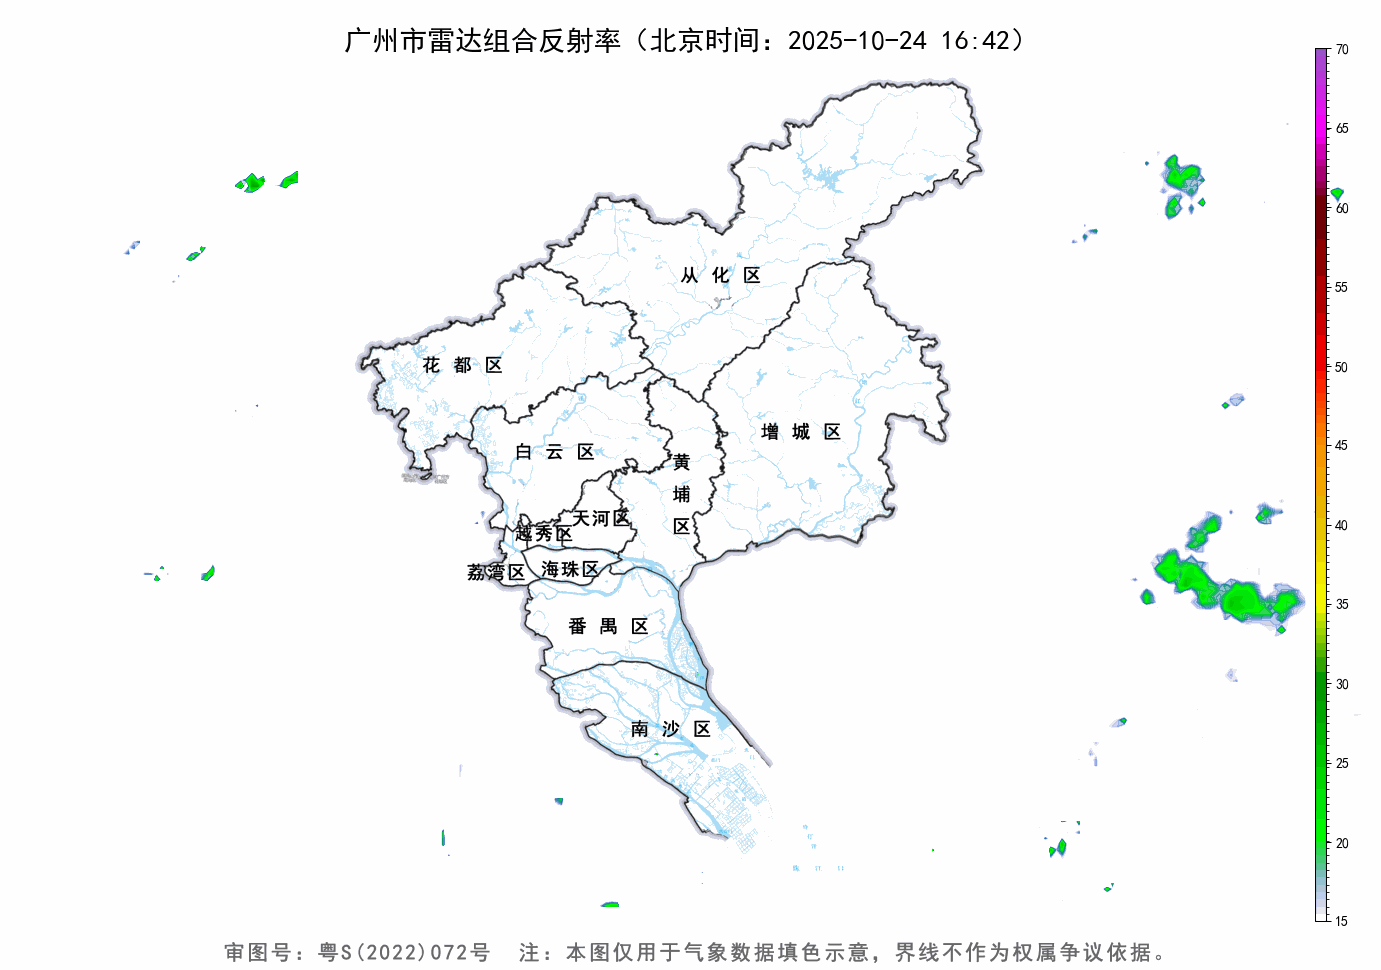 广州市雷达组合反射率（北京时间：2025-10-24 16:42）
70
65
60
55
50
45
40
35
30
25
20
15
从化区
花都区
增城区
白云区
黄埔区
天河区
越秀区
荔湾区
海珠区
番禺区
南沙区
审图号：粤S(2022)072号 注：本图仅用于气象数据填色示意，界线不作为权属争议依据。